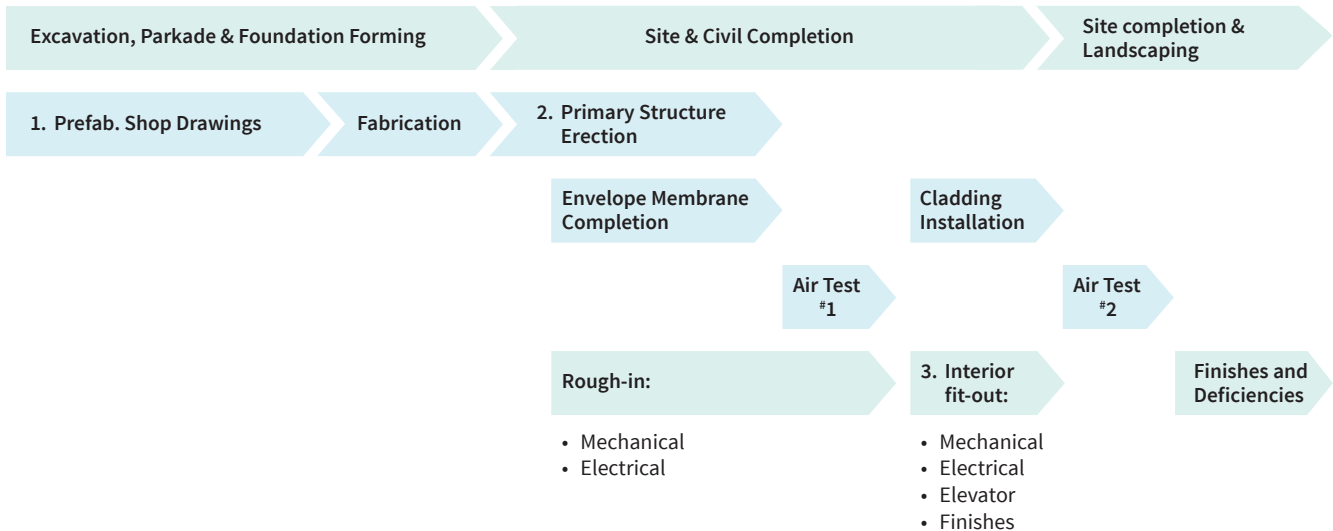 Excavation, Parkade & Foundation Forming
Site & Civil Completion
Site completion &
Landscaping
1. Prefab. Shop Drawings
Fabrication
2. Primary Structure
Erection
Envelope Membrane
Completion
Cladding
Installation
Air Test
#1
Air Test
#2
Rough-in:
• Mechanical
• Electrical
3. Interior
fit-out:
• Mechanical
• Electrical
• Elevator
• Finishes
Finishes and
Deficiencies